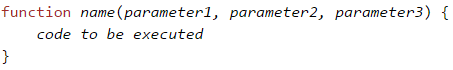 function name(parameter1, parameter2, parameter3) {
    code to be executed
}